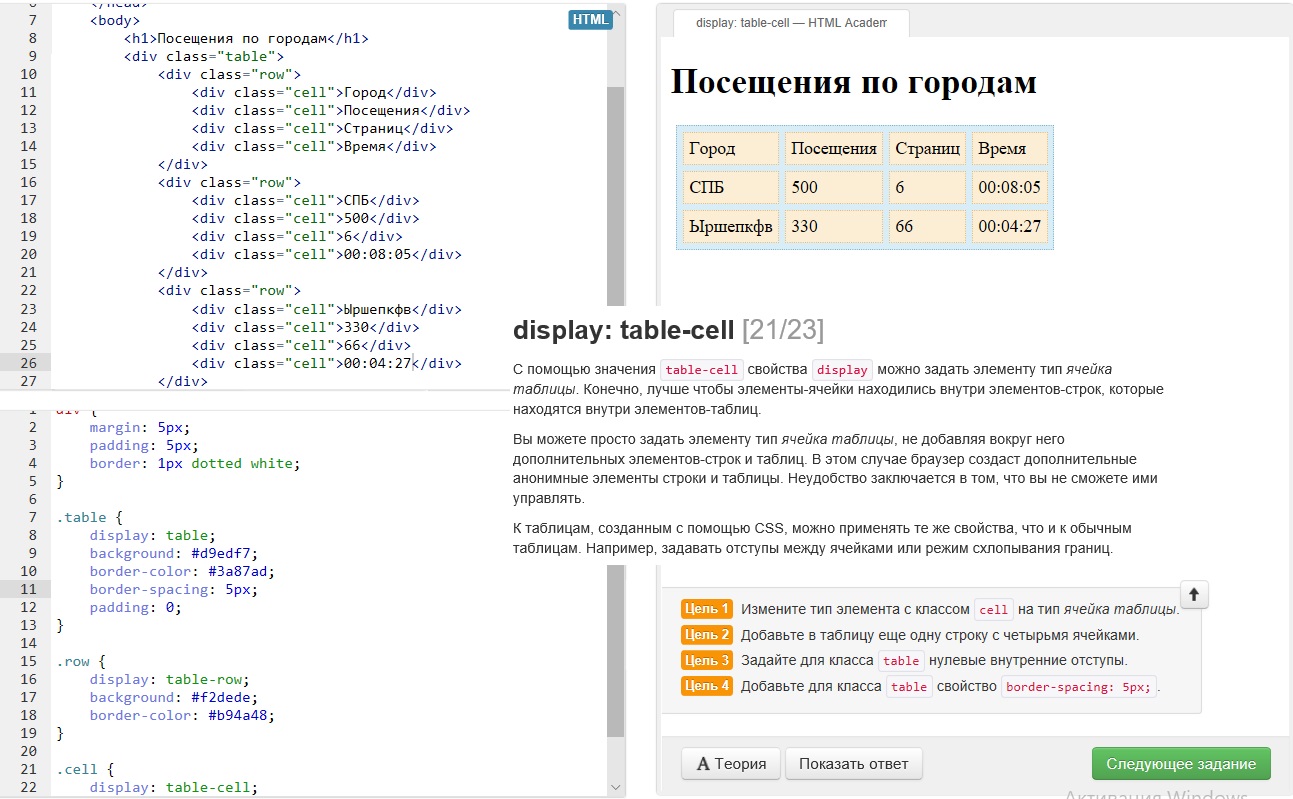 6 </head>
7 <body>
8 <h1>Посещения по городам</h1>
9 <div class="table">
10 <div class="row">
11 <div class="cell">Город</div>
12 <div class="cell">Посещения</div>
13 <div class="cell">Страниц</div>
14 <div class="cell">Время</div>
15 </div>
16 <div class="row">
17 <div class="cell">СПБ</div>
18 <div class="cell">500</div>
19 <div class="cell">6</div>
20 <div class="cell">00:08:05</div>
21 </div>
22 <div class="row">
23 <div class="cell">Ыршепкфв</div>
24 <div class="cell">330</div>
25 <div class="cell">66</div>
26 <div class="cell">00:04:27</div>
27 </div>
HTML
1 div {
2 margin: 5px;
3 padding: 5px;
4 border: 1px dotted white;
5 }
6
7 .table {
8 display: table;
9 background: #d9edf7;
10 border-color: #3a87ad;
11 border-spacing: 5px;
12 padding: 0;
13 }
14
15 .row {
16 display: table-row;
17 background: #f2dede;
18 border-color: #b94a48;
19 }
20
21 .cell {
22 display: table-cell;
display: table-cell — HTML Academ
Посещения по городам
Город Посещения Страниц Время
СПБ 500 6 00:08:05
Ыршепкфв 330 66 00:04:27
display: table-cell [21/23]
С помощью значения table-cell свойства display можно задать элементу тип ячейка
таблицы. Конечно, лучше чтобы элементы-ячейки находились внутри элементов-строк, которые
находятся внутри элементов-таблиц.
Вы можете просто задать элементу тип ячейка таблицы, не добавляя вокруг него
дополнительных элементов-строк и таблиц. В этом случае браузер создаст дополнительные
анонимные элементы строки и таблицы. Неудобство заключается в том, что вы не сможете ими
управлять.
К таблицам, созданным с помощью CSS, можно применять те же свойства, что и к обычным
таблицам. Например, задавать отступы между ячейками или режим схлопывания границ.
Цель 1 Измените тип элемента с классом cell на тип ячейка таблицы.
Цель 2 Добавьте в таблицу еще одну строку с четырьмя ячейками.
Цель 3 Задайте для класса table нулевые внутренние отступы.
Цель 4 Добавьте для класса table свойство border-spacing: 5px; .
A Теория Показать ответ Следующее задание
Активация Windows